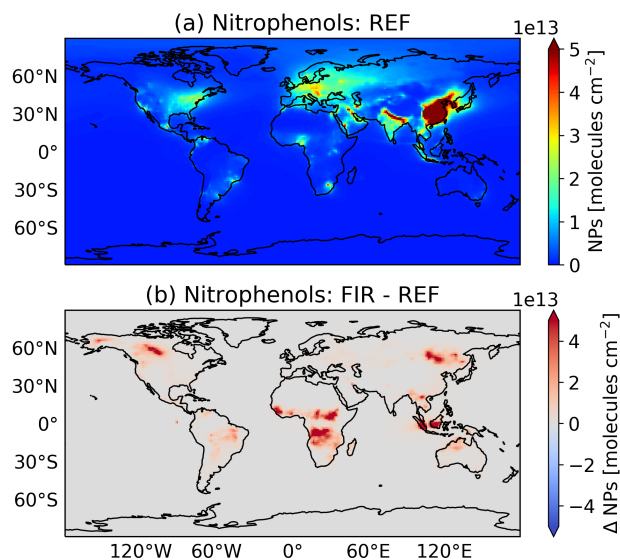 (a) Nitrophenols: REF
1e13
60°N
30°N
0°
30°S
60°S
5
4
3
2
1
0
NPs [molecules cm⁻²]
(b) Nitrophenols: FIR - REF
1e13
60°N
30°N
0°
30°S
60°S
120°W
60°W
0°
60°E
120°E
4
2
0
−2
−4
Δ NPs [molecules cm⁻²]